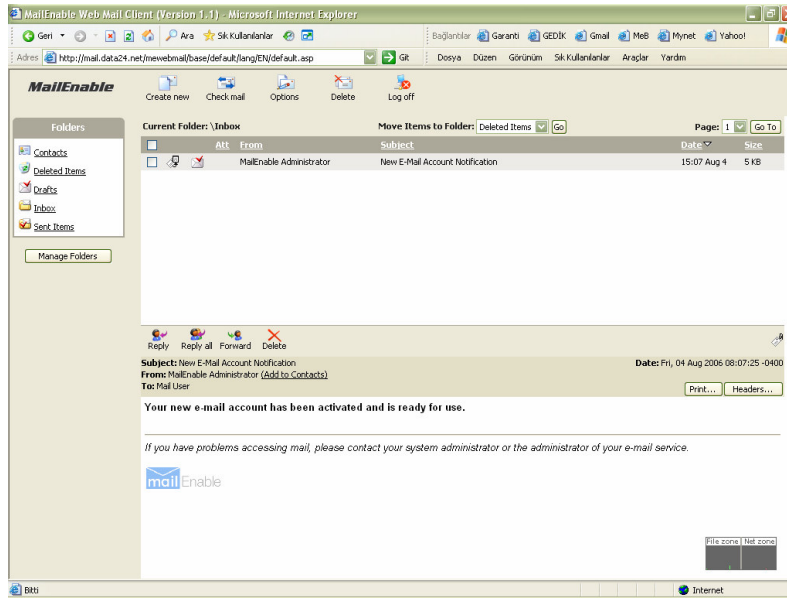 MailEnable Web Mail Client (Version 1.1) - Microsoft Internet Explorer
Geri Ara Sık Kullanılanlar Bağlantılar Garanti GEDİK Gmail MeB Mynet Yahoo!
Adres http://mail.data24.net/mewebmail/base/default/lang/EN/default.asp Git Dosya Düzen Görünüm Sık Kullanılanlar Araçlar Yardım
MailEnable
Create new Check mail Options Delete Log off
Folders
Contacts
Deleted Items
Drafts
Inbox
Sent Items
Manage Folders
Current Folder: \Inbox Move Items to Folder: Deleted Items Go Page: 1 Go To
Att From Subject Date Size
MailEnable Administrator New E-Mail Account Notification 15:07 Aug 4 5 KB
Reply Reply all Forward Delete
Subject: New E-Mail Account Notification Date: Fri, 04 Aug 2006 08:07:25 -0400
From: MailEnable Administrator (Add to Contacts)
To: Mail User
Print... Headers...
Your new e-mail account has been activated and is ready for use.
If you have problems accessing mail, please contact your system administrator or the administrator of your e-mail service.
mailEnable
File zone Net zone
Bitti Internet